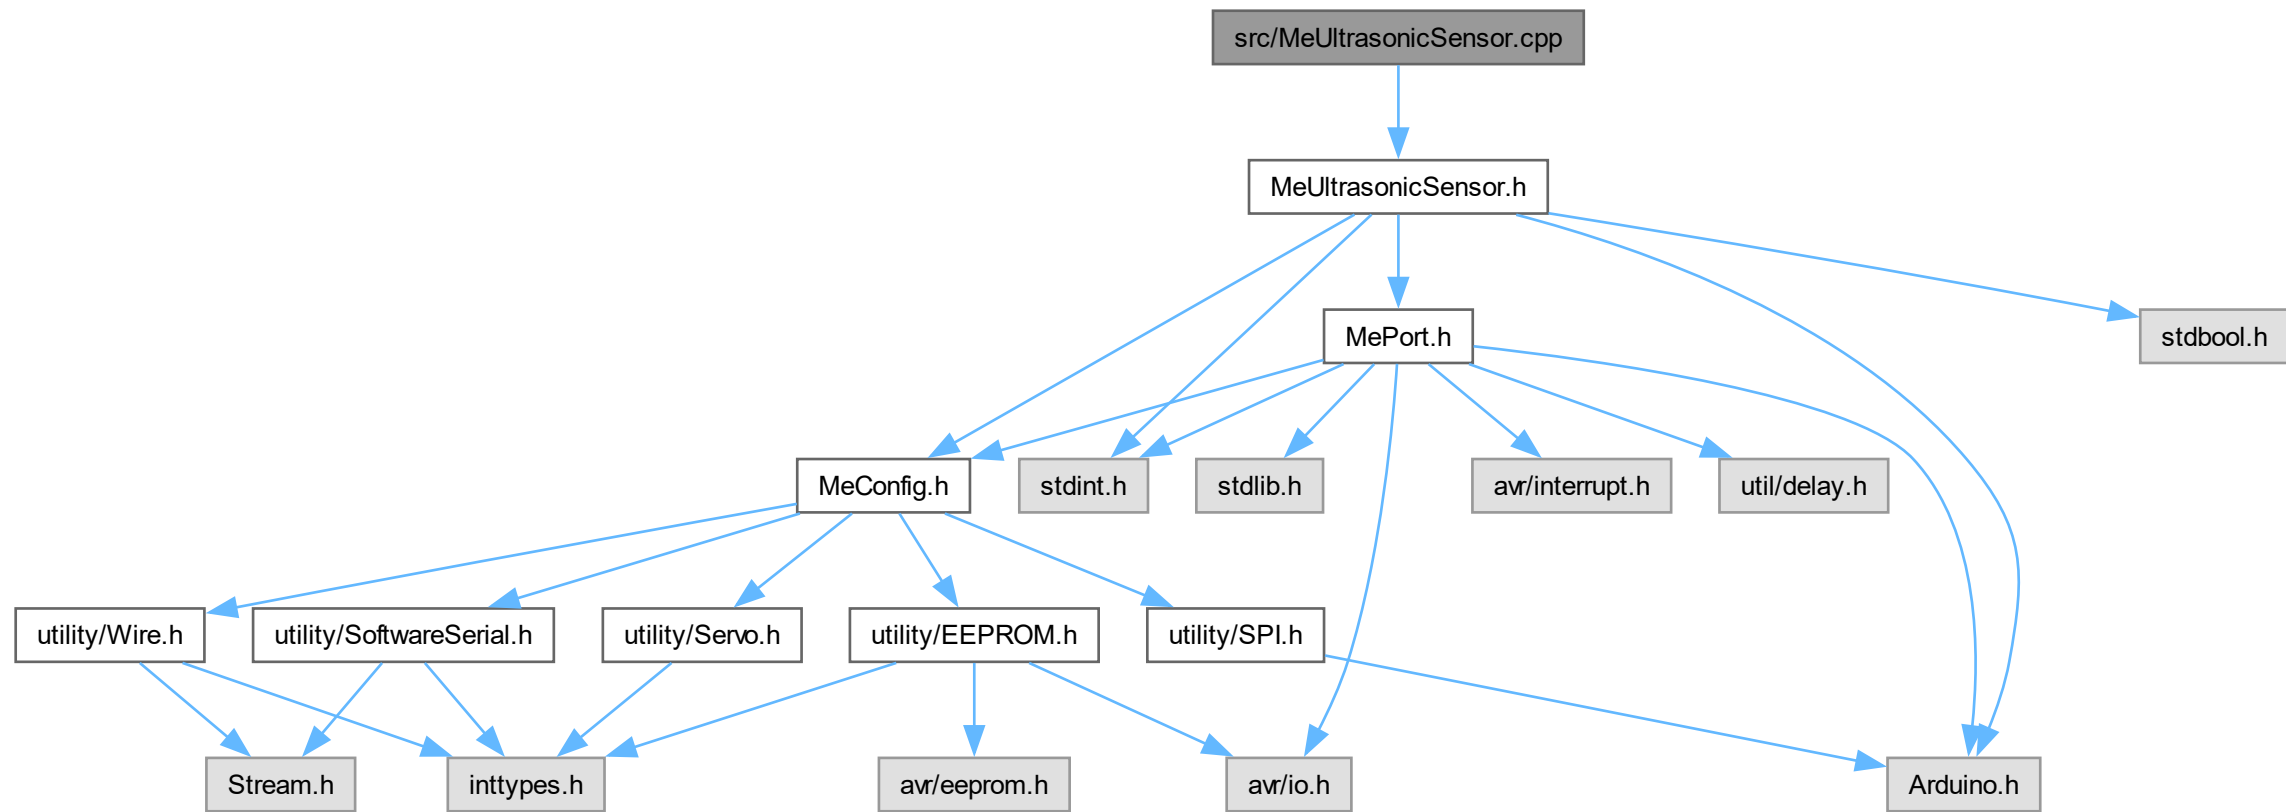 src/MeUltrasonicSensor.cpp
MeUltrasonicSensor.h
MePort.h
stdbool.h
MeConfig.h
stdint.h
stdlib.h
avr/interrupt.h
util/delay.h
utility/Wire.h
utility/SoftwareSerial.h
utility/Servo.h
utility/EEPROM.h
utility/SPI.h
Stream.h
inttypes.h
avr/eeprom.h
avr/io.h
Arduino.h